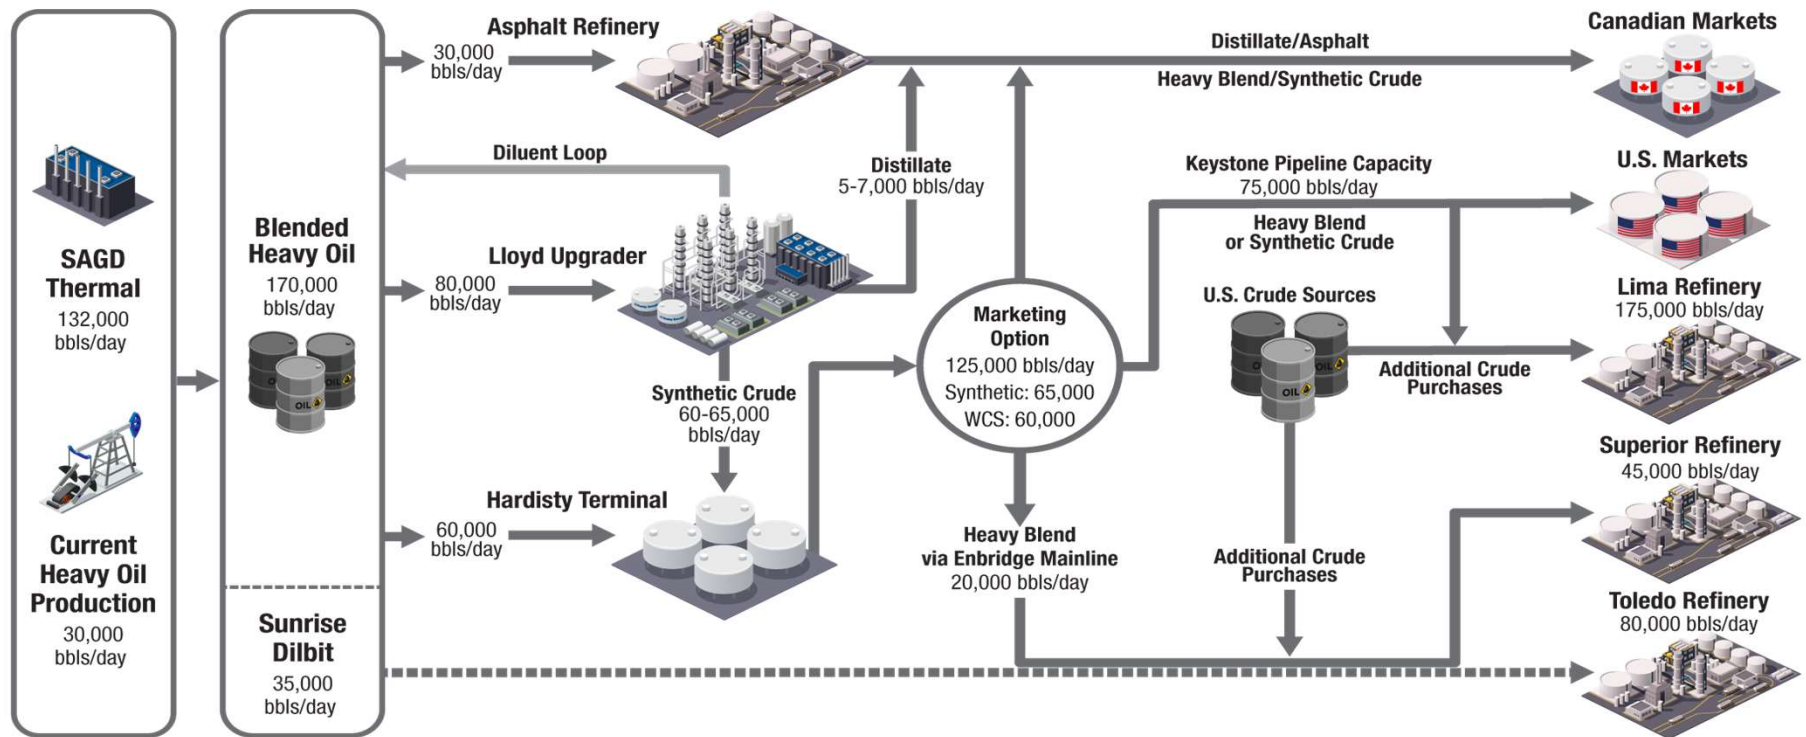 SAGD
Thermal
132,000
bbls/day
Current
Heavy Oil
Production
30,000
bbls/day
Blended
Heavy Oil
170,000
bbls/day
OIL
OIL
OIL
Sunrise
Dilbit
35,000
bbls/day
30,000
bbls/day
Asphalt Refinery
Diluent Loop
80,000
bbls/day
Lloyd Upgrader
Synthetic Crude
60-65,000
bbls/day
60,000
bbls/day
Hardisty Terminal
Distillate
5-7,000 bbls/day
Marketing
Option
125,000 bbls/day
Synthetic: 65,000
WCS: 60,000
Heavy Blend
via Enbridge Mainline
20,000 bbls/day
Distillate/Asphalt
Heavy Blend/Synthetic Crude
Keystone Pipeline Capacity
75,000 bbls/day
Heavy Blend
or Synthetic Crude
U.S. Crude Sources
OIL
OIL
OIL
Additional Crude
Purchases
Additional Crude
Purchases
Canadian Markets
U.S. Markets
Lima Refinery
175,000 bbls/day
Superior Refinery
45,000 bbls/day
Toledo Refinery
80,000 bbls/day